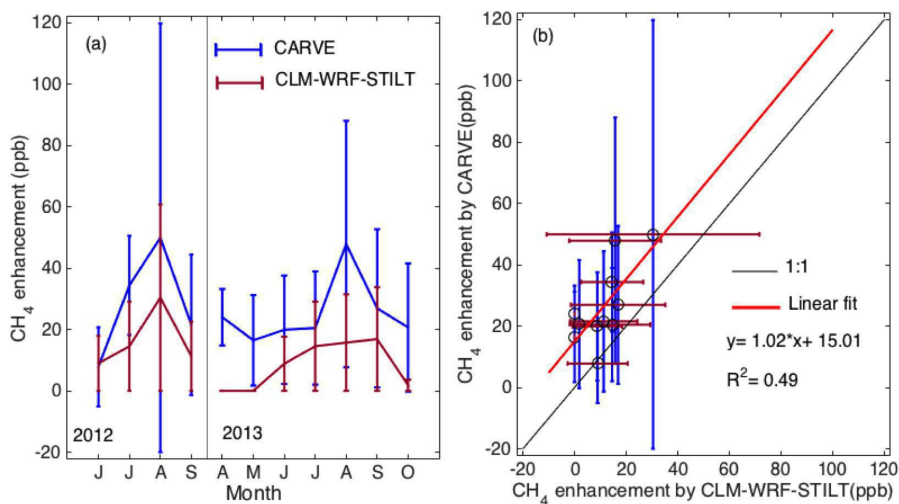 (a)
CARVE
CLM-WRF-STILT
CH4 enhancement (ppb)
120
100
80
60
40
20
0
-20
2012
2013
J J A S A M J J A S O
Month
(b)
CH4 enhancement by CARVE(ppb)
120
100
80
60
40
20
0
-20
1:1
Linear fit
y= 1.02*x+ 15.01
R²= 0.49
-20 0 20 40 60 80 100 120
CH4 enhancement by CLM-WRF-STILT(ppb)